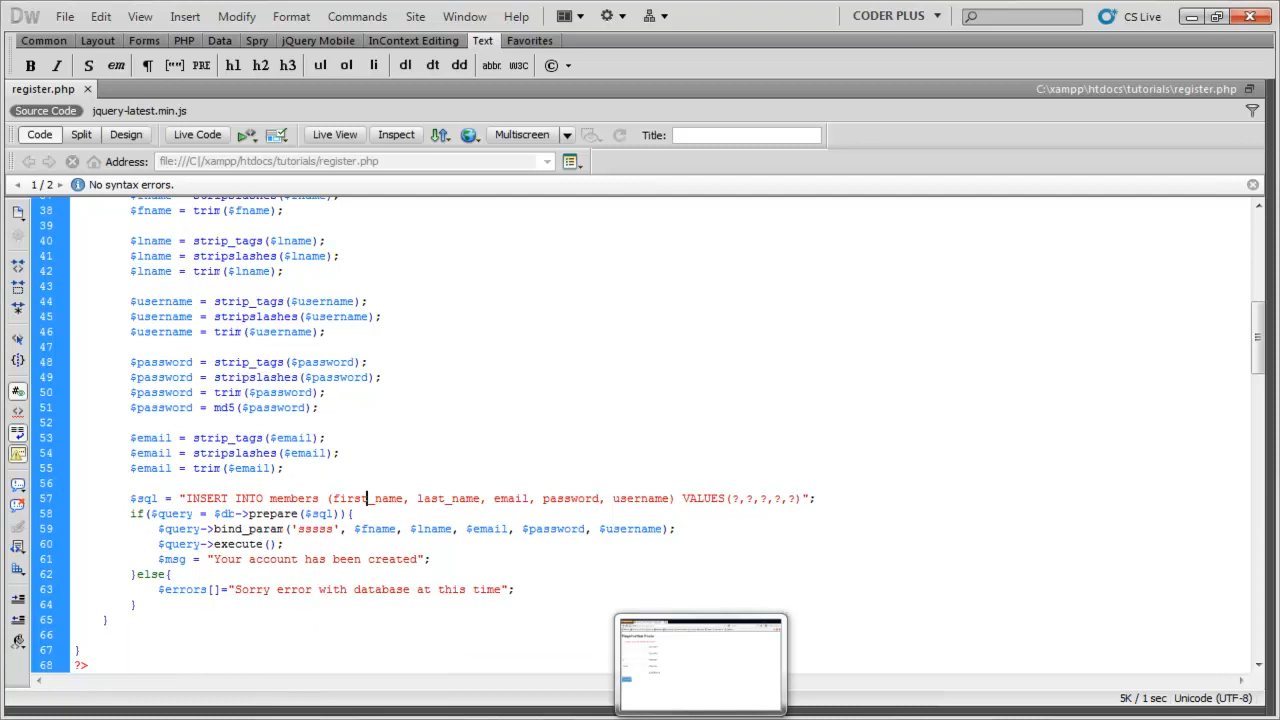 Dw File Edit View Insert Modify Format Commands Site Window Help CODER PLUS CS Live
Common Layout Forms PHP Data Spry jQuery Mobile InContext Editing Text Favorites
B I S em ¶ [""] PRE h1 h2 h3 ul ol li dl dt dd abbr. W3C ©
register.php C:\xampp\htdocs\tutorials\register.php
Source Code jquery-latest.min.js
Code Split Design Live Code Live View Inspect Multiscreen Title:
Address: file:///C|/xampp/htdocs/tutorials/register.php
1 / 2 No syntax errors.
37 $fname = stripslashes($fname);
38 $fname = trim($fname);
39
40 $lname = strip_tags($lname);
41 $lname = stripslashes($lname);
42 $lname = trim($lname);
43
44 $username = strip_tags($username);
45 $username = stripslashes($username);
46 $username = trim($username);
47
48 $password = strip_tags($password);
49 $password = stripslashes($password);
50 $password = trim($password);
51 $password = md5($password);
52
53 $email = strip_tags($email);
54 $email = stripslashes($email);
55 $email = trim($email);
56
57 $sql = "INSERT INTO members (first_name, last_name, email, password, username) VALUES(?,?,?,?,?)";
58 if($query = $db->prepare($sql)){
59 $query->bind_param('sssss', $fname, $lname, $email, $password, $username);
60 $query->execute();
61 $msg = "Your account has been created";
62 }else{
63 $errors[]="Sorry error with database at this time";
64 }
65 }
66
67 }
68 ?>
5K / 1 sec Unicode (UTF-8)